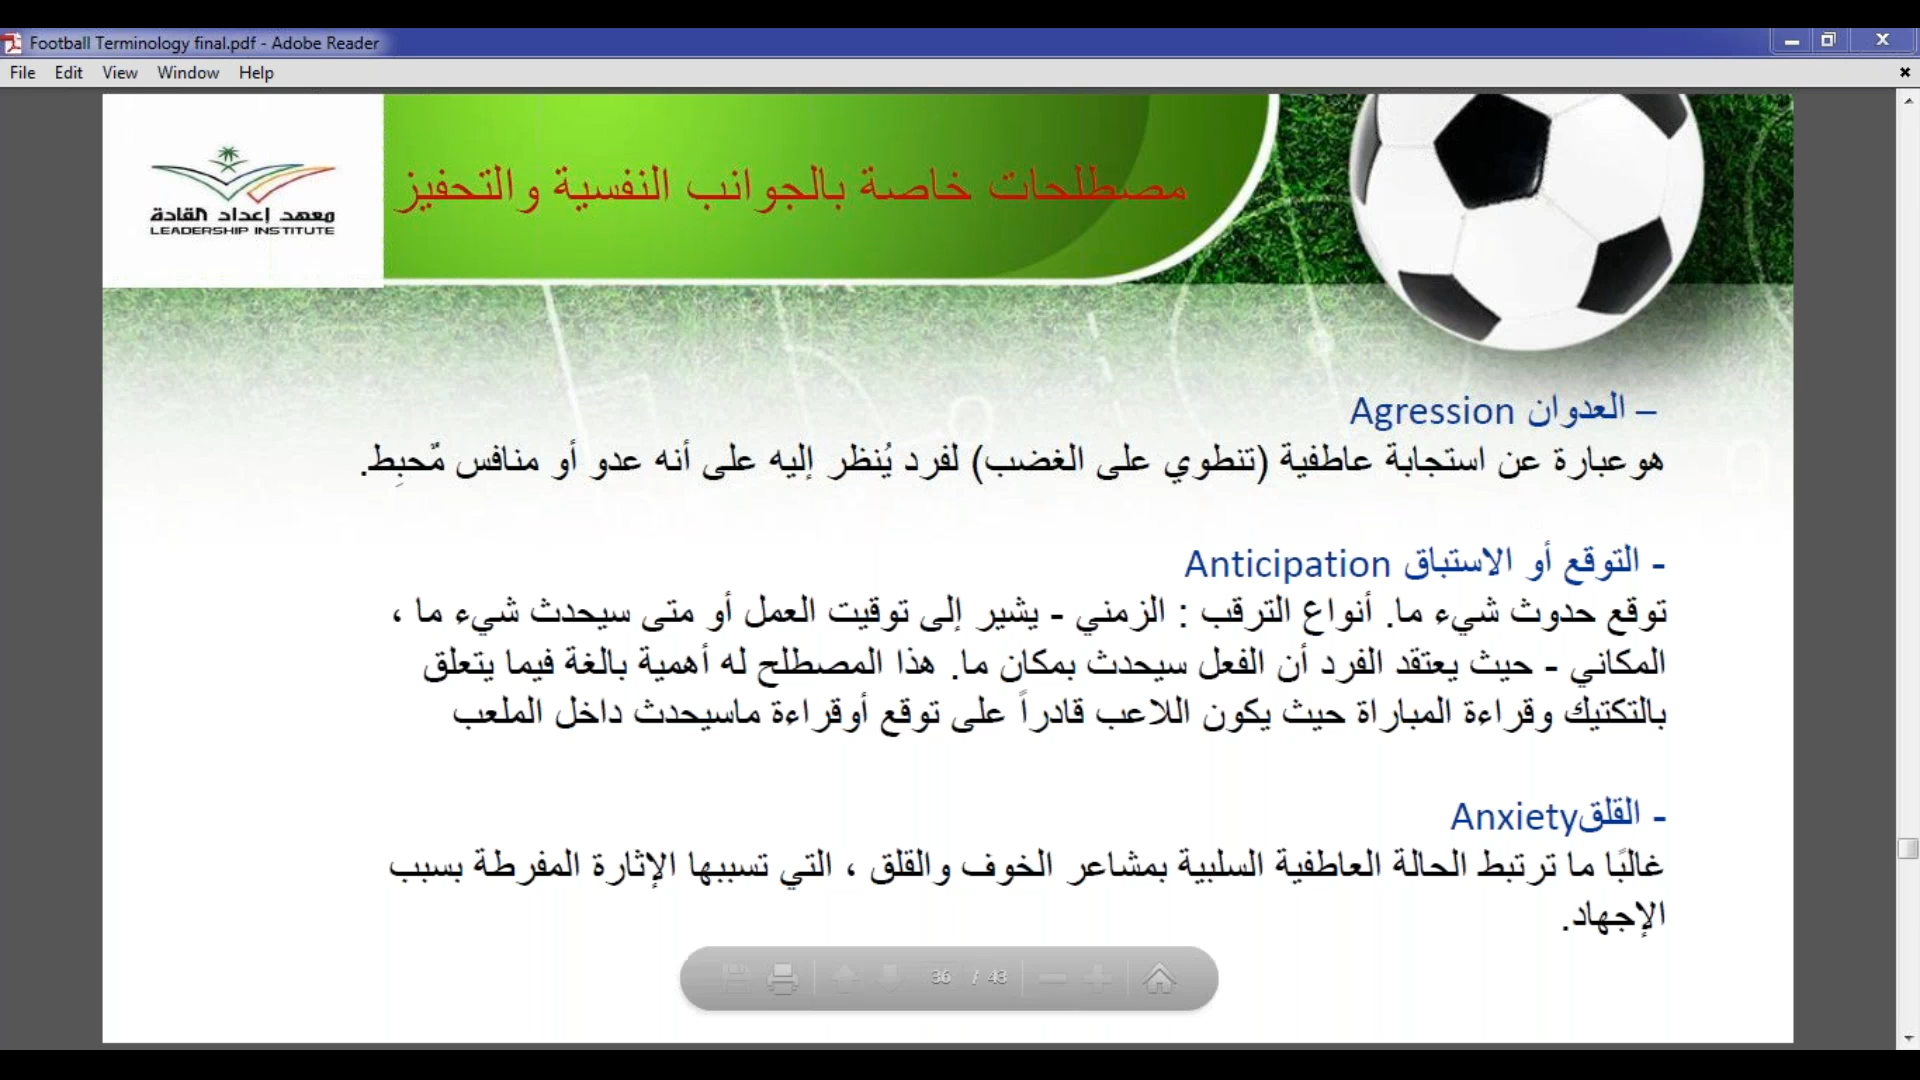 Football Terminology final.pdf - Adobe Reader
File Edit View Window Help
معهد إعداد القادة
LEADERSHIP INSTITUTE
مصطلحات خاصة بالجوانب النفسية والتحفيز
– العدوان Agression
هوعبارة عن استجابة عاطفية (تنطوي على الغضب) لفرد يُنظر إليه على أنه عدو أو منافس مٌحبِط.
- التوقع أو الاستباق Anticipation
توقع حدوث شيء ما. أنواع الترقب : الزمني - يشير إلى توقيت العمل أو متى سيحدث شيء ما ،
المكاني - حيث يعتقد الفرد أن الفعل سيحدث بمكان ما. هذا المصطلح له أهمية بالغة فيما يتعلق
بالتكتيك وقراءة المباراة حيث يكون اللاعب قادراً على توقع أوقراءة ماسيحدث داخل الملعب
- القلقAnxiety
غالبًا ما ترتبط الحالة العاطفية السلبية بمشاعر الخوف والقلق ، التي تسببها الإثارة المفرطة بسبب
الإجهاد.
36 / 43